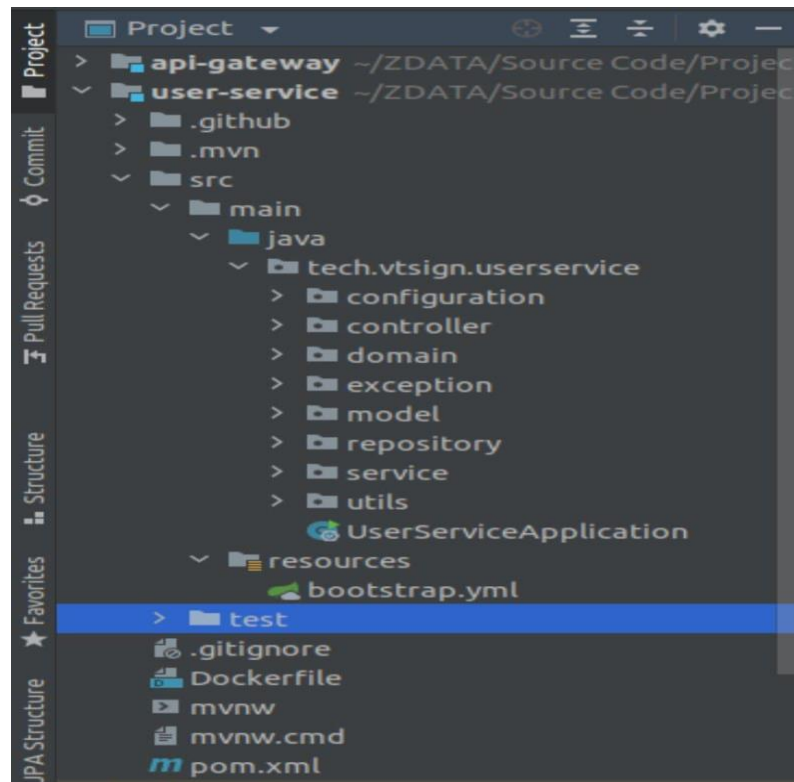 Project
api-gateway ~/ZDATA/Source Code/Projec
user-service ~/ZDATA/Source Code/Projec
.github
.mvn
src
main
java
tech.vtsign.userservice
configuration
controller
domain
exception
model
repository
service
utils
UserServiceApplication
resources
bootstrap.yml
test
.gitignore
Dockerfile
mvnw
mvnw.cmd
pom.xml
Project
Commit
Pull Requests
Structure
Favorites
JPA Structure